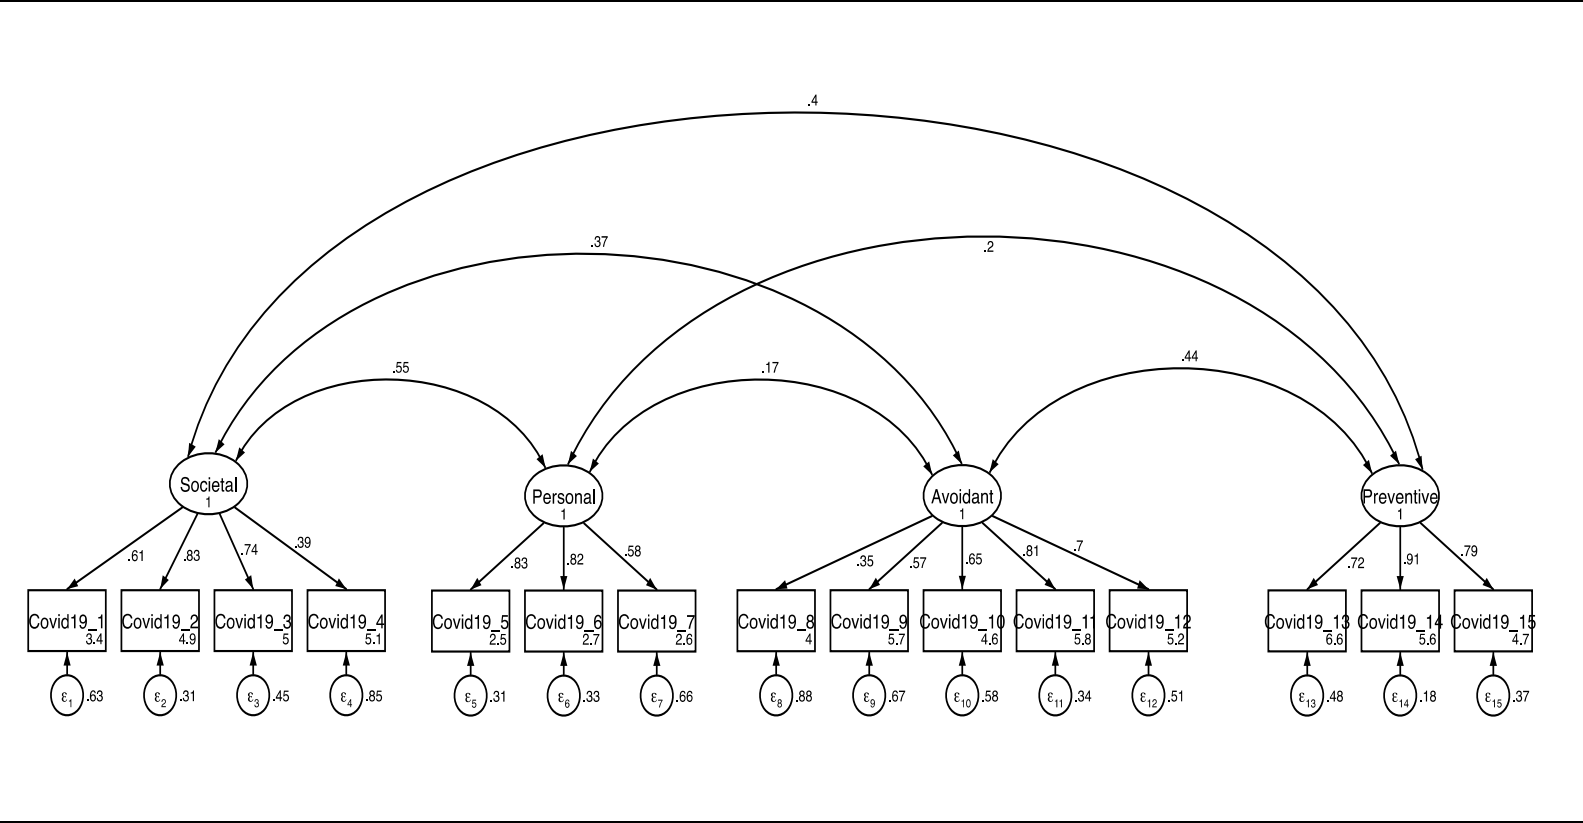 .4
.37
.2
.55
.17
.44
Societal
1
Personal
1
Avoidant
1
Preventive
1
.61
.83
.74
.39
.83
.82
.58
.35
.57
.65
.81
.7
.72
.91
.79
Covid19_1
3.4
Covid19_2
4.9
Covid19_3
5
Covid19_4
5.1
Covid19_5
2.5
Covid19_6
2.7
Covid19_7
2.6
Covid19_8
4
Covid19_9
5.7
Covid19_10
4.6
Covid19_11
5.8
Covid19_12
5.2
Covid19_13
6.6
Covid19_14
5.6
Covid19_15
4.7
ε1 .63
ε2 .31
ε3 .45
ε4 .85
ε5 .31
ε6 .33
ε7 .66
ε8 .88
ε9 .67
ε10 .58
ε11 .34
ε12 .51
ε13 .48
ε14 .18
ε15 .37